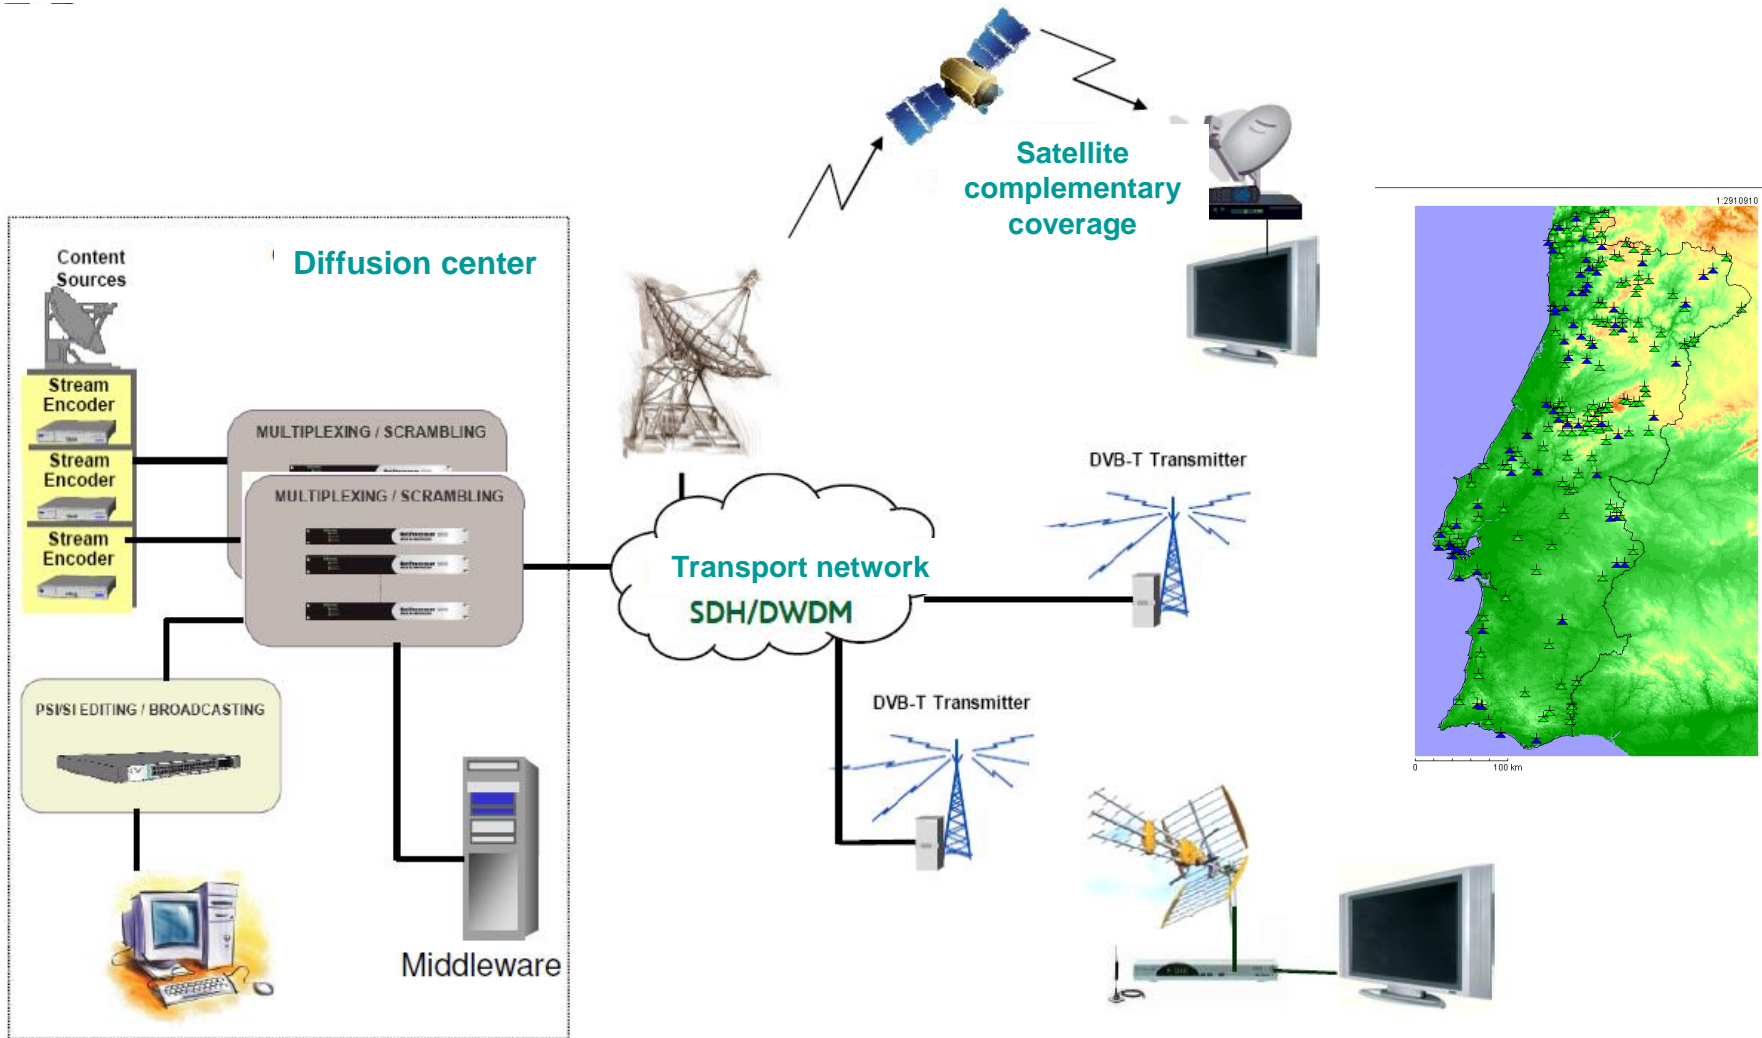 Satellite
complementary
coverage
1:2910910
Diffusion center
Content
Sources
Stream
Encoder
Stream
Encoder
Stream
Encoder
MULTIPLEXING / SCRAMBLING
MULTIPLEXING / SCRAMBLING
DVB-T Transmitter
Transport network
SDH/DWDM
PSI/SI EDITING / BROADCASTING
DVB-T Transmitter
Middleware
0 100 km